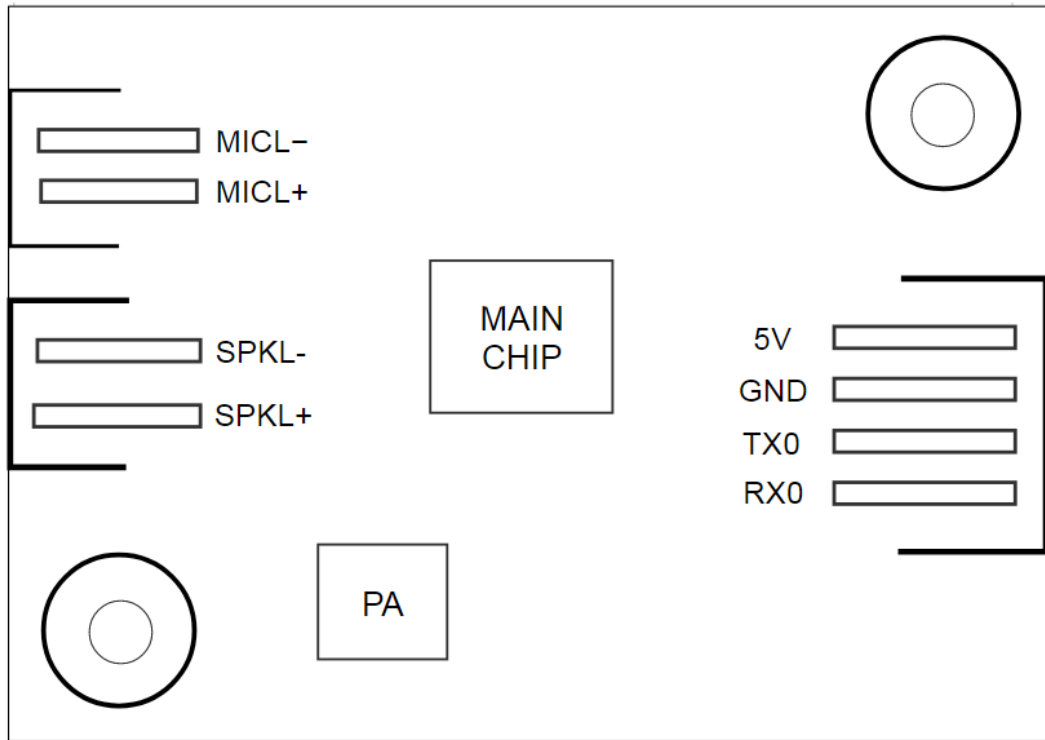 MICL−
MICL+
SPKL-
SPKL+
MAIN
CHIP
5V
GND
TX0
RX0
PA